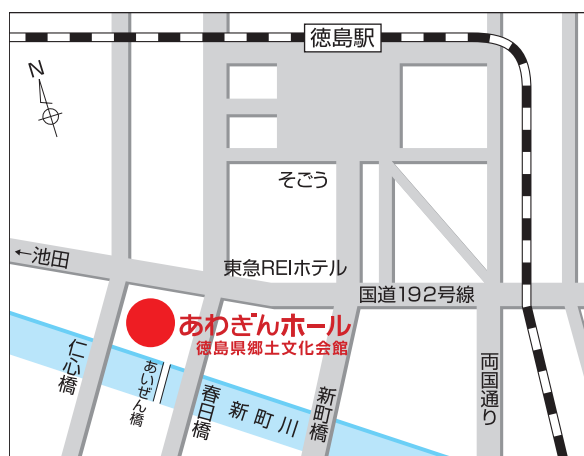 徳島駅
N
そごう
←池田
東急REIホテル
国道192号線
あわぎんホール
徳島県郷土文化会館
仁心橋
あいぜん橋
春日橋
新町川
新町橋
両国通り